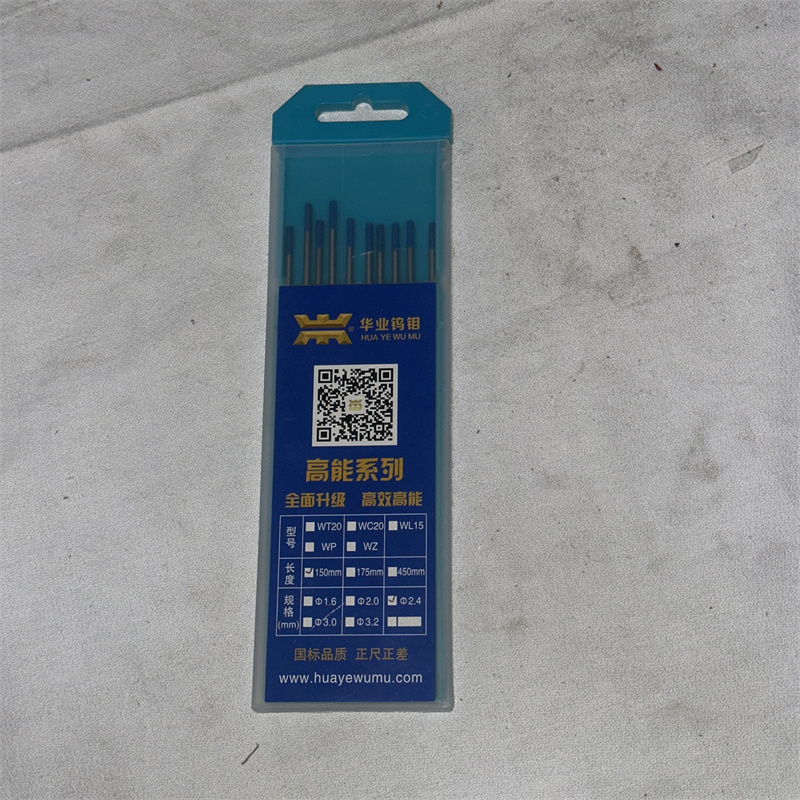 华业钨钼
®
HUA YE WU MU
高能系列
全面升级 高效高能
型号 WT20 WC20 WL15
WP WZ
长度 150mm 175mm 450mm
规格(mm) Φ1.6 Φ2.0 Φ2.4
Φ3.0 Φ3.2
国标品质 正尺正差
www.huayewumu.com